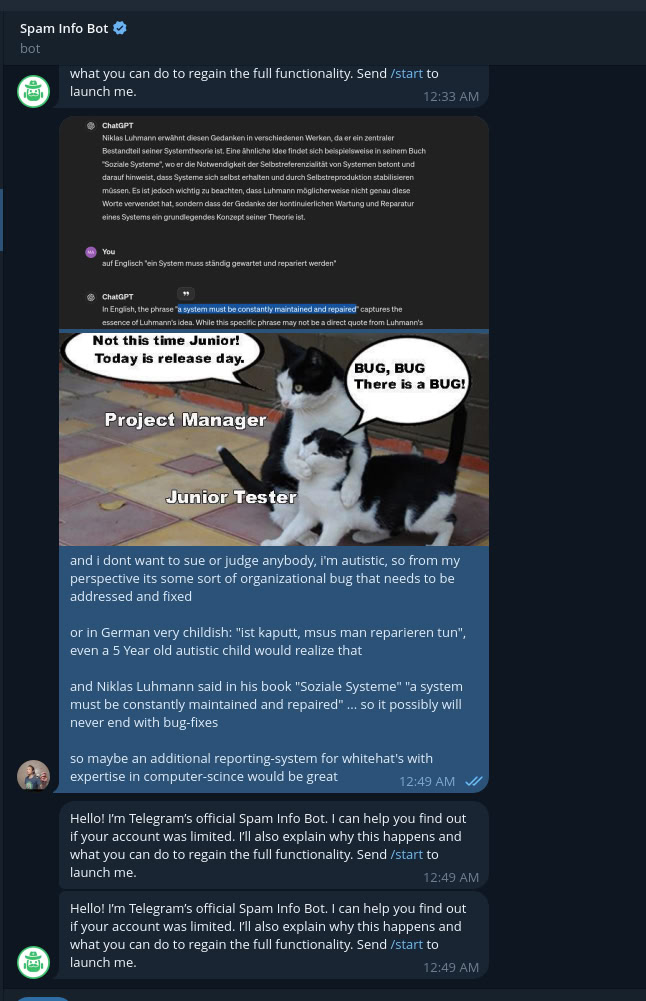 Spam Info Bot
bot
what you can do to regain the full functionality. Send /start to
launch me.
12:33 AM
ChatGPT
Niklas Luhmann erwähnt diesen Gedanken in verschiedenen Werken, da er ein zentraler
Bestandteil seiner Systemtheorie ist. Eine ähnliche Idee findet sich beispielsweise in seinem Buch
"Soziale Systeme", wo er die Notwendigkeit der Selbstreferenzialität von Systemen betont und
darauf hinweist, dass Systeme sich selbst erhalten und durch Selbstreproduktion stabilisieren
müssen. Es ist jedoch wichtig zu beachten, dass Luhmann möglicherweise nicht genau diese
Worte verwendet hat, sondern dass der Gedanke der kontinuierlichen Wartung und Reparatur
eines Systems ein grundlegendes Konzept seiner Theorie ist.
You
auf Englisch "ein System muss ständig gewartet und repariert werden"
ChatGPT
In English, the phrase "a system must be constantly maintained and repaired" captures the
essence of Luhmann's idea. While this specific phrase may not be a direct quote from Luhmann's
Not this time Junior!
Today is release day.
BUG, BUG
There is a BUG!
Project Manager
Junior Tester
and i dont want to sue or judge anybody, i'm autistic, so from my
perspective its some sort of organizational bug that needs to be
addressed and fixed
or in German very childish: "ist kaputt, msus man reparieren tun",
even a 5 Year old autistic child would realize that
and Niklas Luhmann said in his book "Soziale Systeme" "a system
must be constantly maintained and repaired" ... so it possibly will
never end with bug-fixes
so maybe an additional reporting-system for whitehat's with
expertise in computer-scince would be great
12:49 AM
Hello! I'm Telegram's official Spam Info Bot. I can help you find out
if your account was limited. I'll also explain why this happens and
what you can do to regain the full functionality. Send /start to
launch me.
12:49 AM
Hello! I'm Telegram's official Spam Info Bot. I can help you find out
if your account was limited. I'll also explain why this happens and
what you can do to regain the full functionality. Send /start to
launch me.
12:49 AM